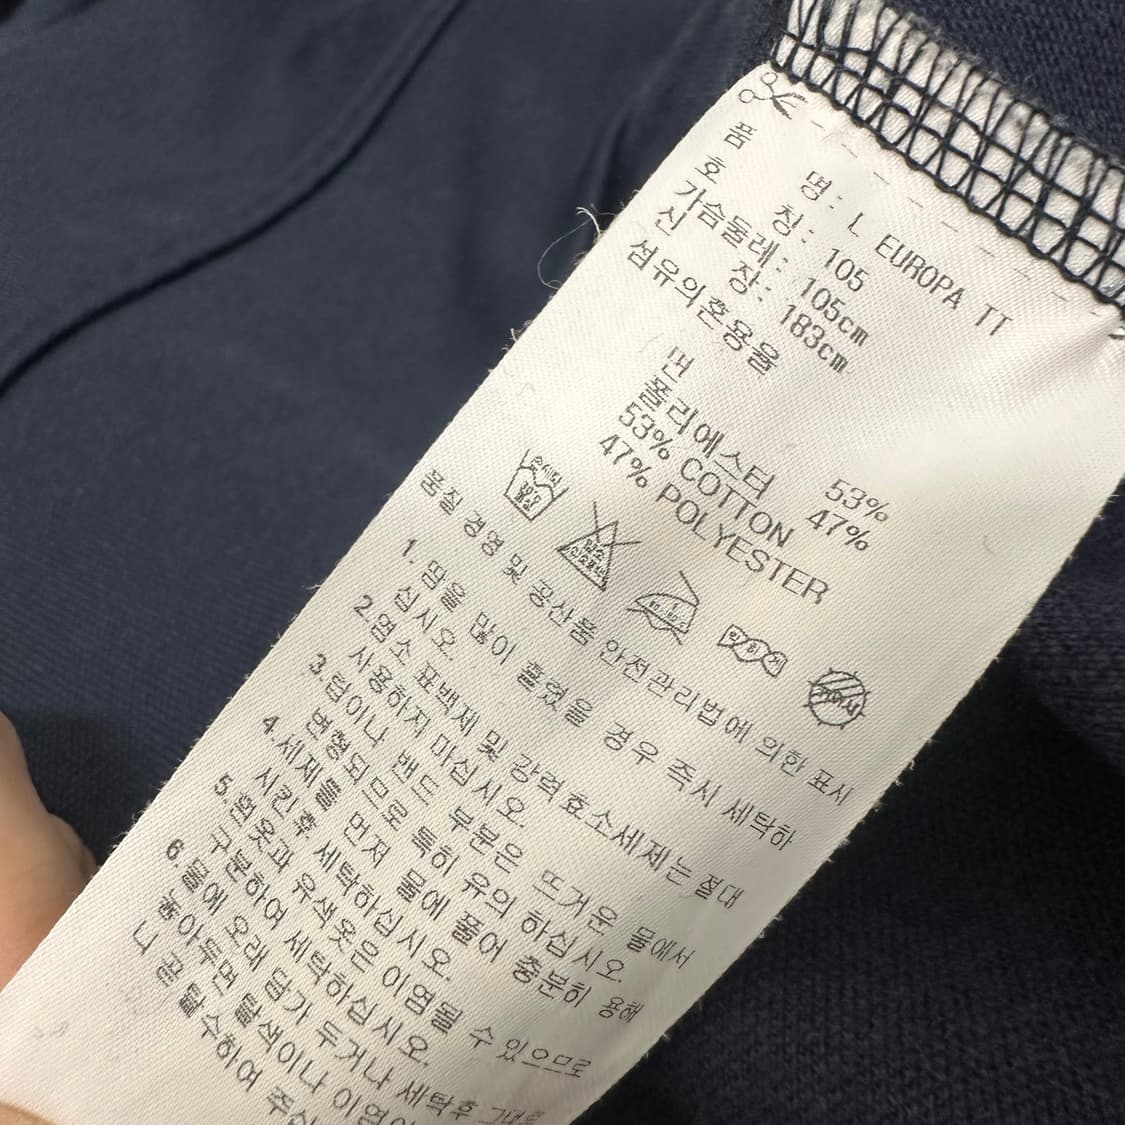 품 명: L EUROPA TT
호 칭: 105
가슴둘레: 105cm
신 장: 183cm
섬유의혼용율
면 53%
폴리에스터 47%
53% COTTON
47% POLYESTER
품질 경영 및 공산품 안전관리법에 의한 표시
1. 땀을 많이 흘렸을 경우 즉시 세탁하
십시오.
2.염소 표백제 및 강력효소세제는 절대
사용하지 마십시오.
3.덤이나 밴드 부분은 뜨거운 물에서
변형되므로 특히 유의 하십시오.
4.세제를 먼저 물에 풀어 충분히 용해
시킨후 세탁하십시오.
5.흰옷과 유색옷은 이염될 수 있으므로
구분하여 세탁하십시오.
6.물에 오래 담가 두거나 세탁후 그대로
놓아두면 탈색이나 이염이
니 곧 탈수하여